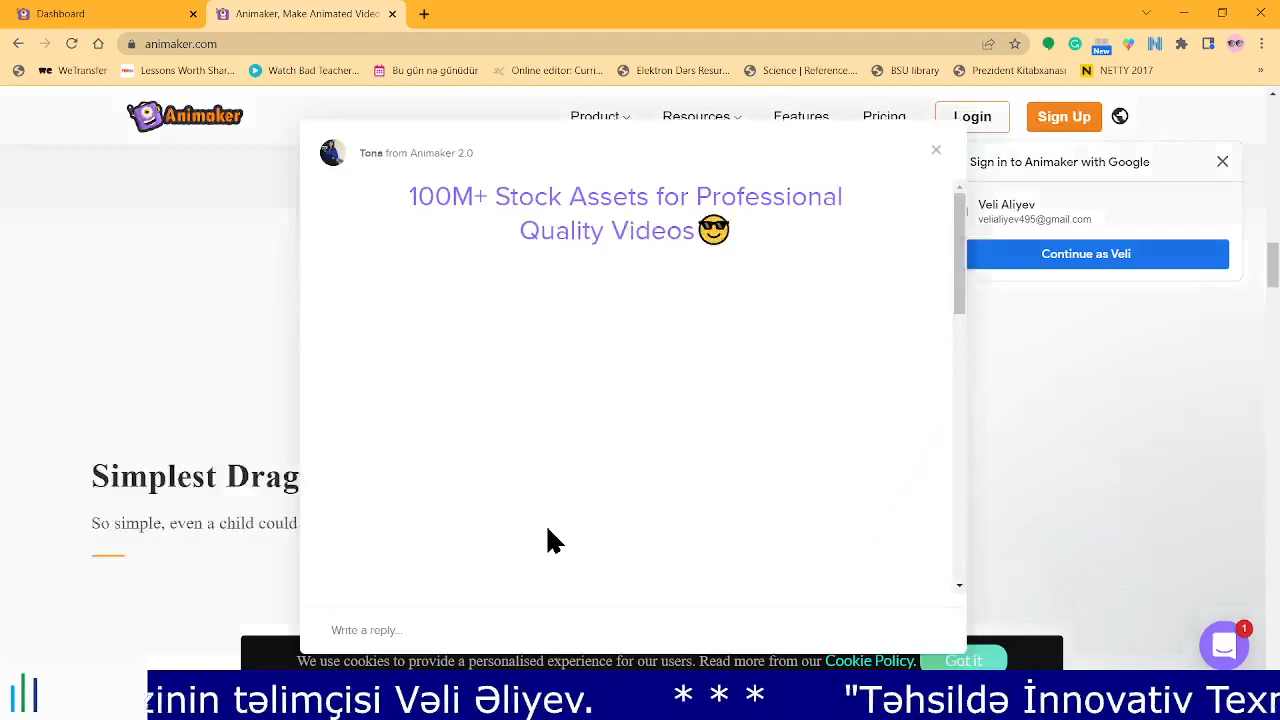 Dashboard
Animaker, Make Animated Video
animaker.com
New
WeTransfer
Lessons Worth Shar...
Watch Bad Teacher...
Bu gün nə günüdür
Online editor: Curri...
Elektron Dərs Resur...
Science | Reference...
BSU library
Prezident Kitabxanası
NETTY 2017
Animaker
Product
Resources
Features
Pricing
Login
Sign Up
Tona from Animaker 2.0
Sign in to Animaker with Google
100M+ Stock Assets for Professional
Quality Videos
Veli Aliyev
velialiyev495@gmail.com
Continue as Veli
Simplest Drag
So simple, even a child could
Write a reply...
1
We use cookies to provide a personalised experience for our users. Read more from our Cookie Policy.
Got it
zinin təlimçisi Vəli Əliyev. * * * "Təhsildə İnnovativ